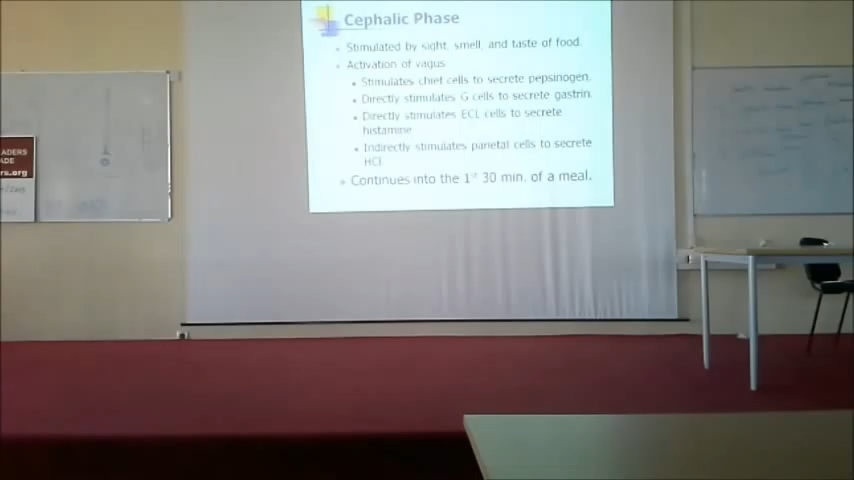 Cephalic Phase
Stimulated by sight, smell, and taste of food.
Activation of vagus
Stimulates chief cells to secrete pepsinogen.
Directly stimulates G cells to secrete gastrin.
Directly stimulates ECL cells to secrete
histamine
Indirectly stimulates parietal cells to secrete
HCl
Continues into the 1st 30 min. of a meal.
ADERS
ADE
rs.org